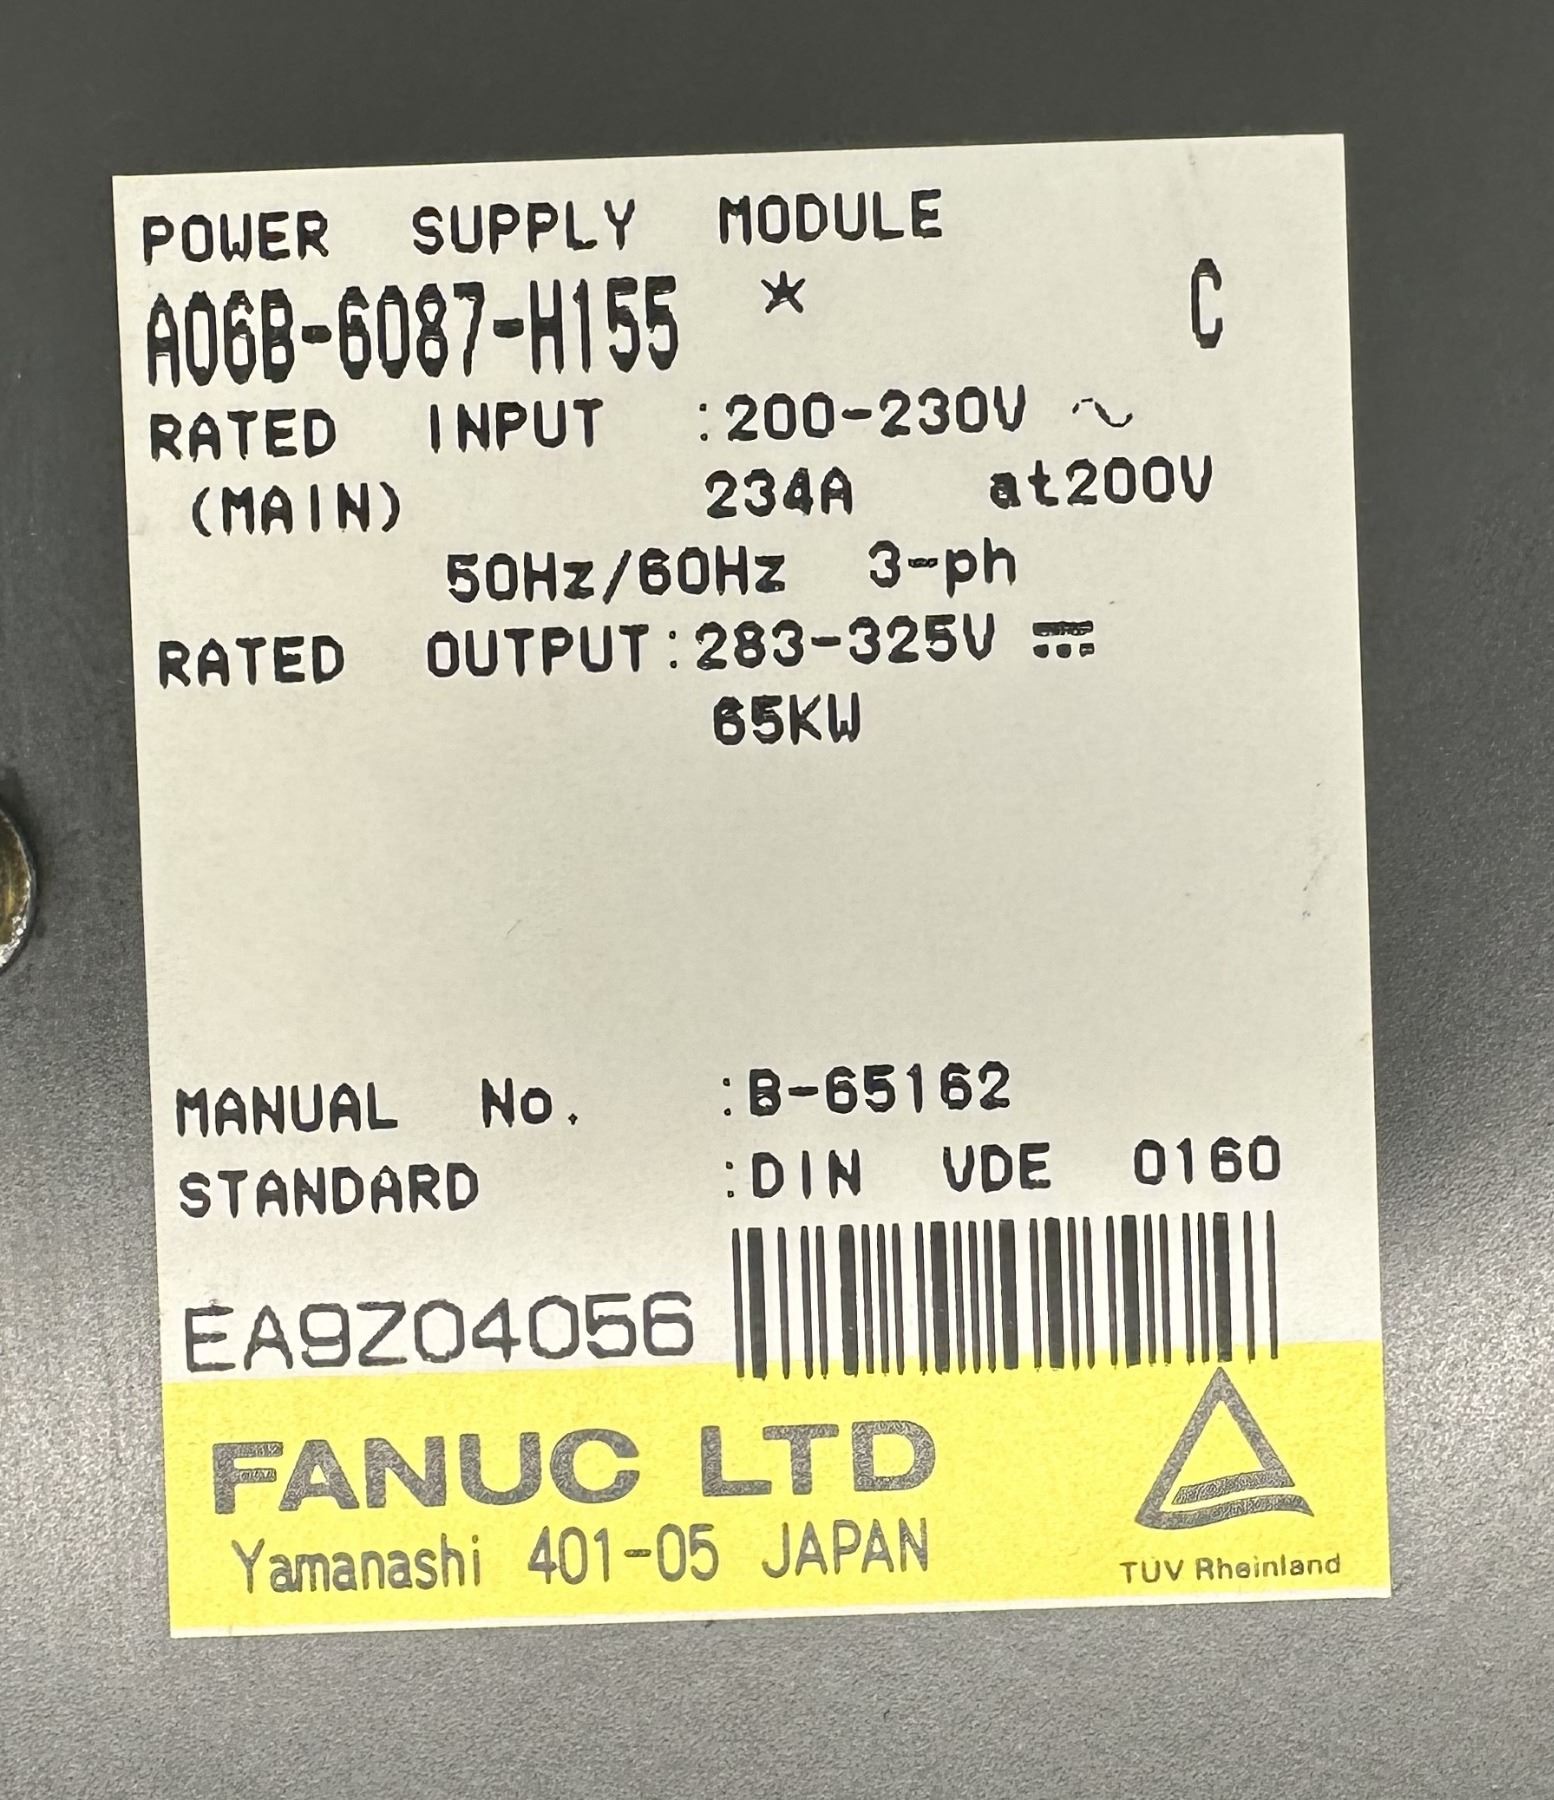 POWER SUPPLY MODULE
A06B-6087-H155 * C
RATED INPUT :200-230V ~
(MAIN) 234A at200V
50Hz/60Hz 3-ph
RATED OUTPUT:283-325V ⎓
65KW
MANUAL No. :B-65162
STANDARD :DIN VDE 0160
EA9Z04056
FANUC LTD
Yamanashi 401-05 JAPAN
TÜV Rheinland